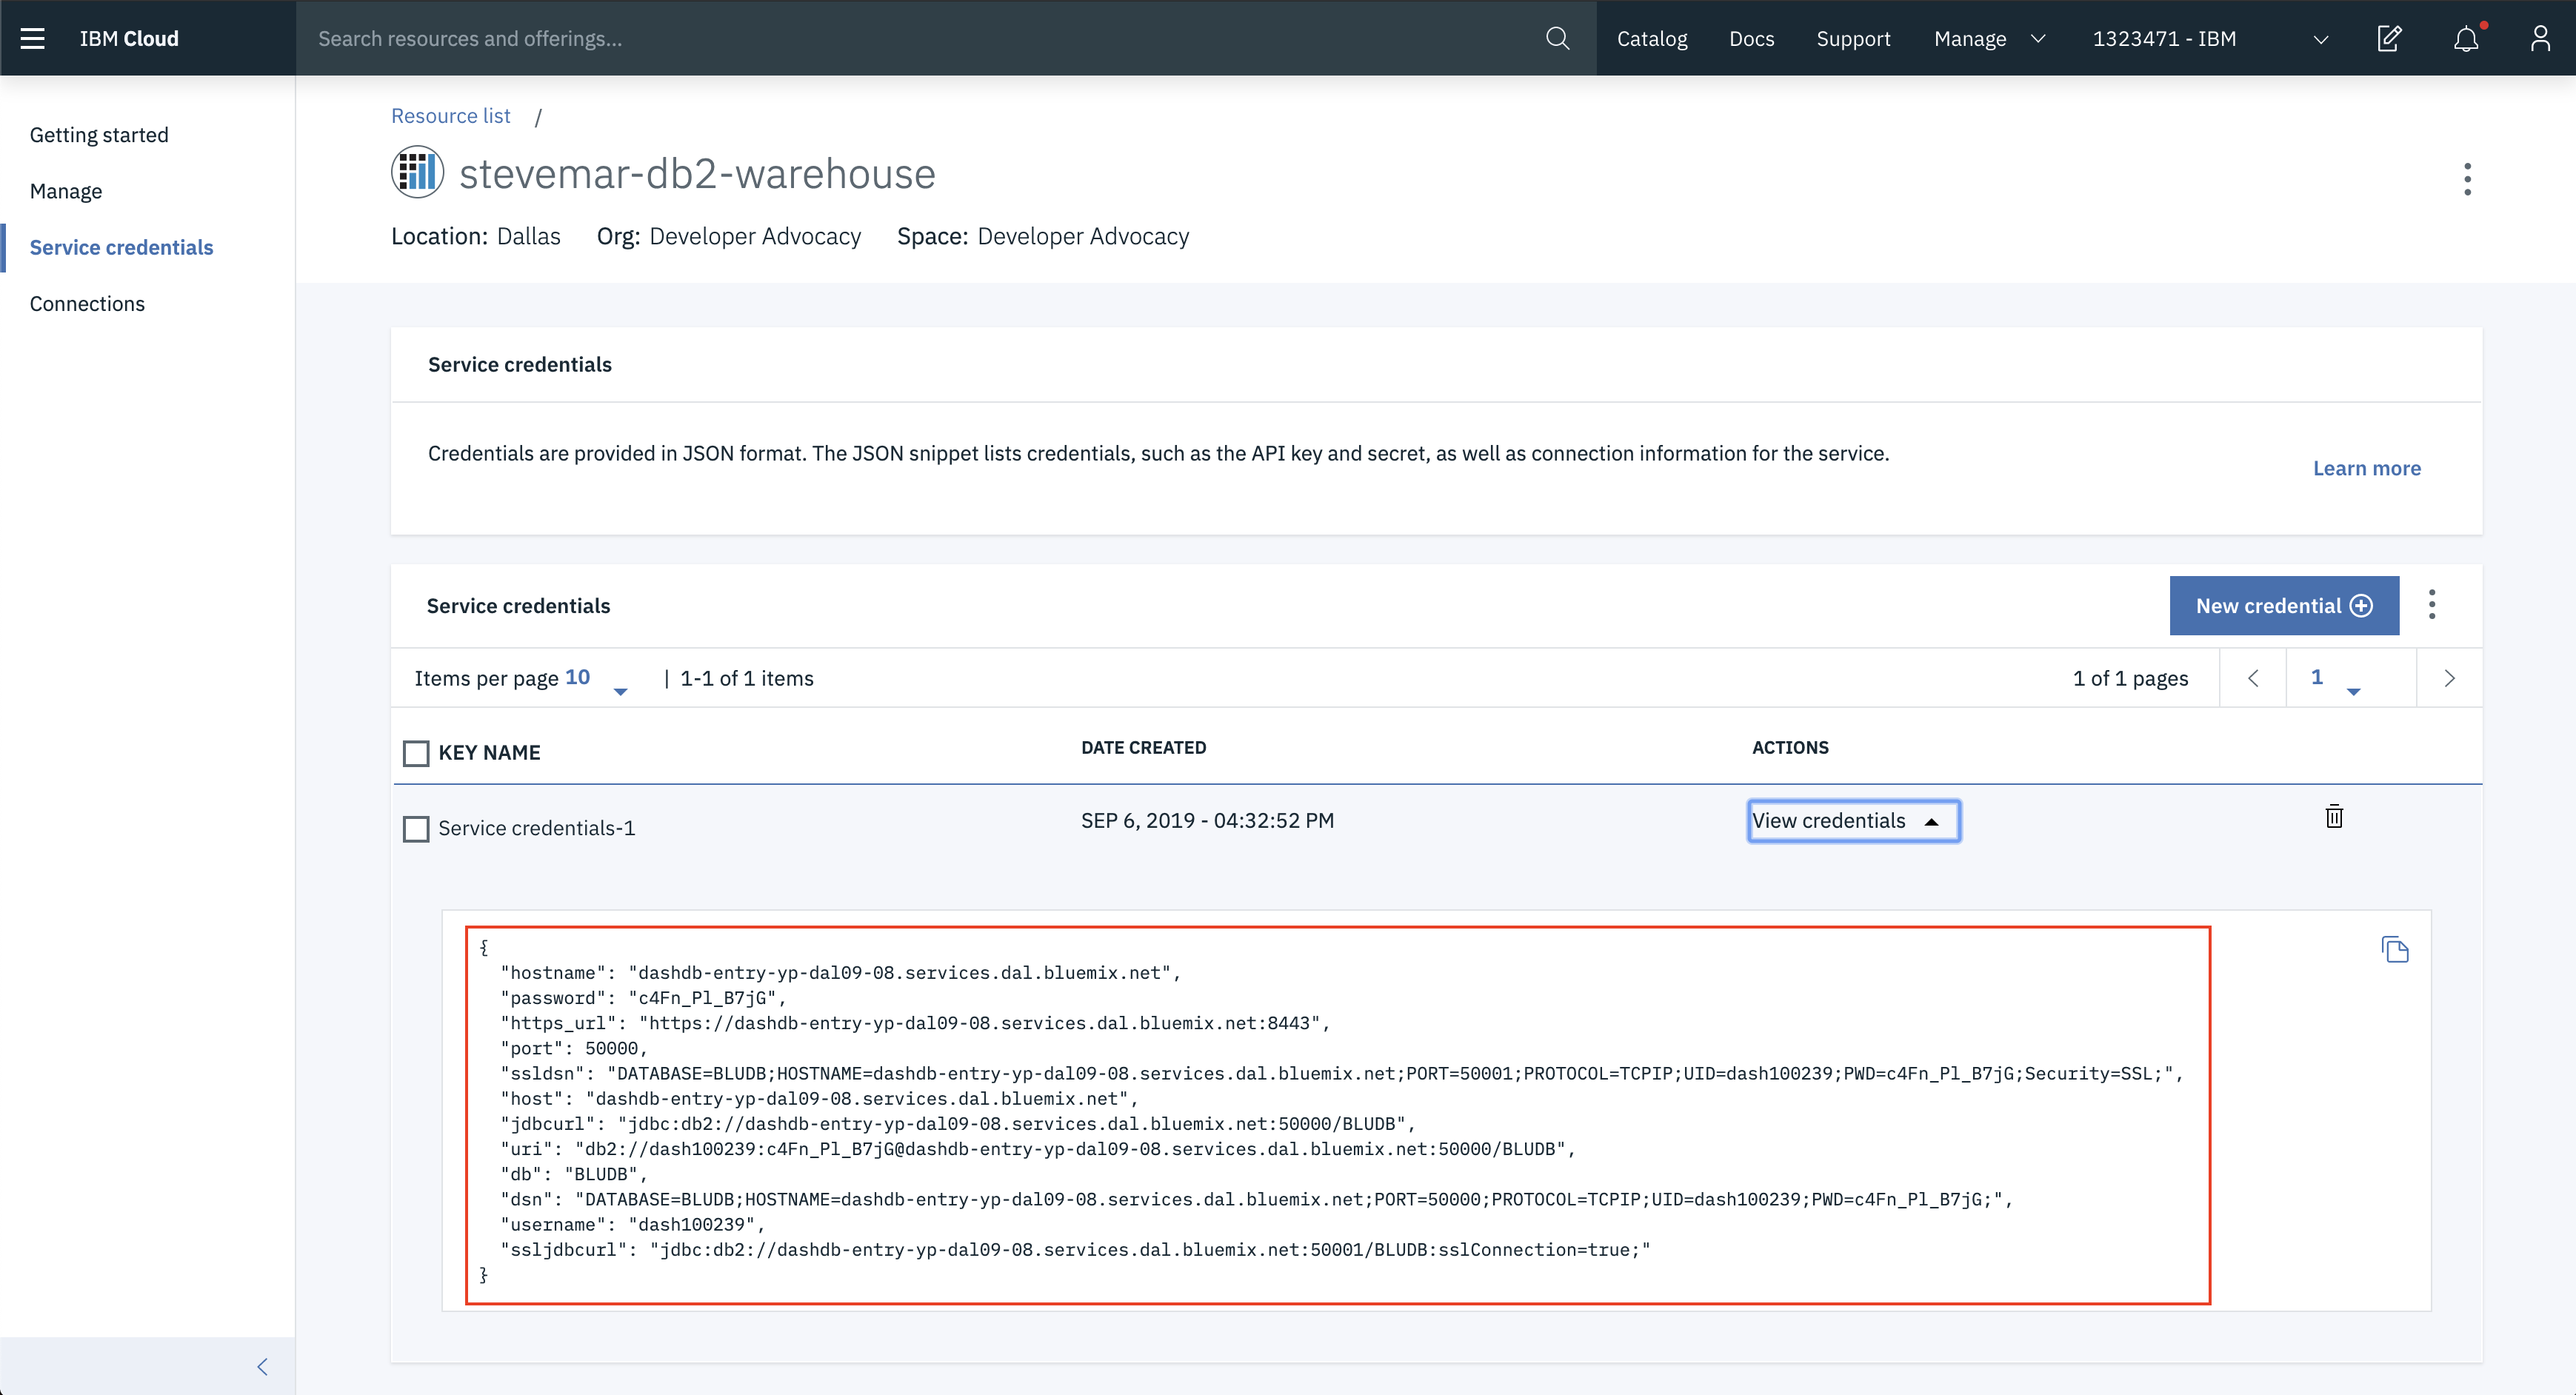 IBM Cloud
Search resources and offerings...
Catalog
Docs
Support
Manage
1323471 - IBM
Getting started
Manage
Service credentials
Connections
Resource list /
stevemar-db2-warehouse
Location: Dallas Org: Developer Advocacy Space: Developer Advocacy
Service credentials
Credentials are provided in JSON format. The JSON snippet lists credentials, such as the API key and secret, as well as connection information for the service.
Learn more
Service credentials
New credential
Items per page 10 | 1-1 of 1 items
1 of 1 pages
1
KEY NAME
DATE CREATED
ACTIONS
Service credentials-1
SEP 6, 2019 - 04:32:52 PM
View credentials
{
"hostname": "dashdb-entry-yp-dal09-08.services.dal.bluemix.net",
"password": "c4Fn_Pl_B7jG",
"https_url": "https://dashdb-entry-yp-dal09-08.services.dal.bluemix.net:8443",
"port": 50000,
"ssldsn": "DATABASE=BLUDB;HOSTNAME=dashdb-entry-yp-dal09-08.services.dal.bluemix.net;PORT=50001;PROTOCOL=TCPIP;UID=dash100239;PWD=c4Fn_Pl_B7jG;Security=SSL;",
"host": "dashdb-entry-yp-dal09-08.services.dal.bluemix.net",
"jdbcurl": "jdbc:db2://dashdb-entry-yp-dal09-08.services.dal.bluemix.net:50000/BLUDB",
"uri": "db2://dash100239:c4Fn_Pl_B7jG@dashdb-entry-yp-dal09-08.services.dal.bluemix.net:50000/BLUDB",
"db": "BLUDB",
"dsn": "DATABASE=BLUDB;HOSTNAME=dashdb-entry-yp-dal09-08.services.dal.bluemix.net;PORT=50000;PROTOCOL=TCPIP;UID=dash100239;PWD=c4Fn_Pl_B7jG;",
"username": "dash100239",
"ssljdbcurl": "jdbc:db2://dashdb-entry-yp-dal09-08.services.dal.bluemix.net:50001/BLUDB:sslConnection=true;"
}